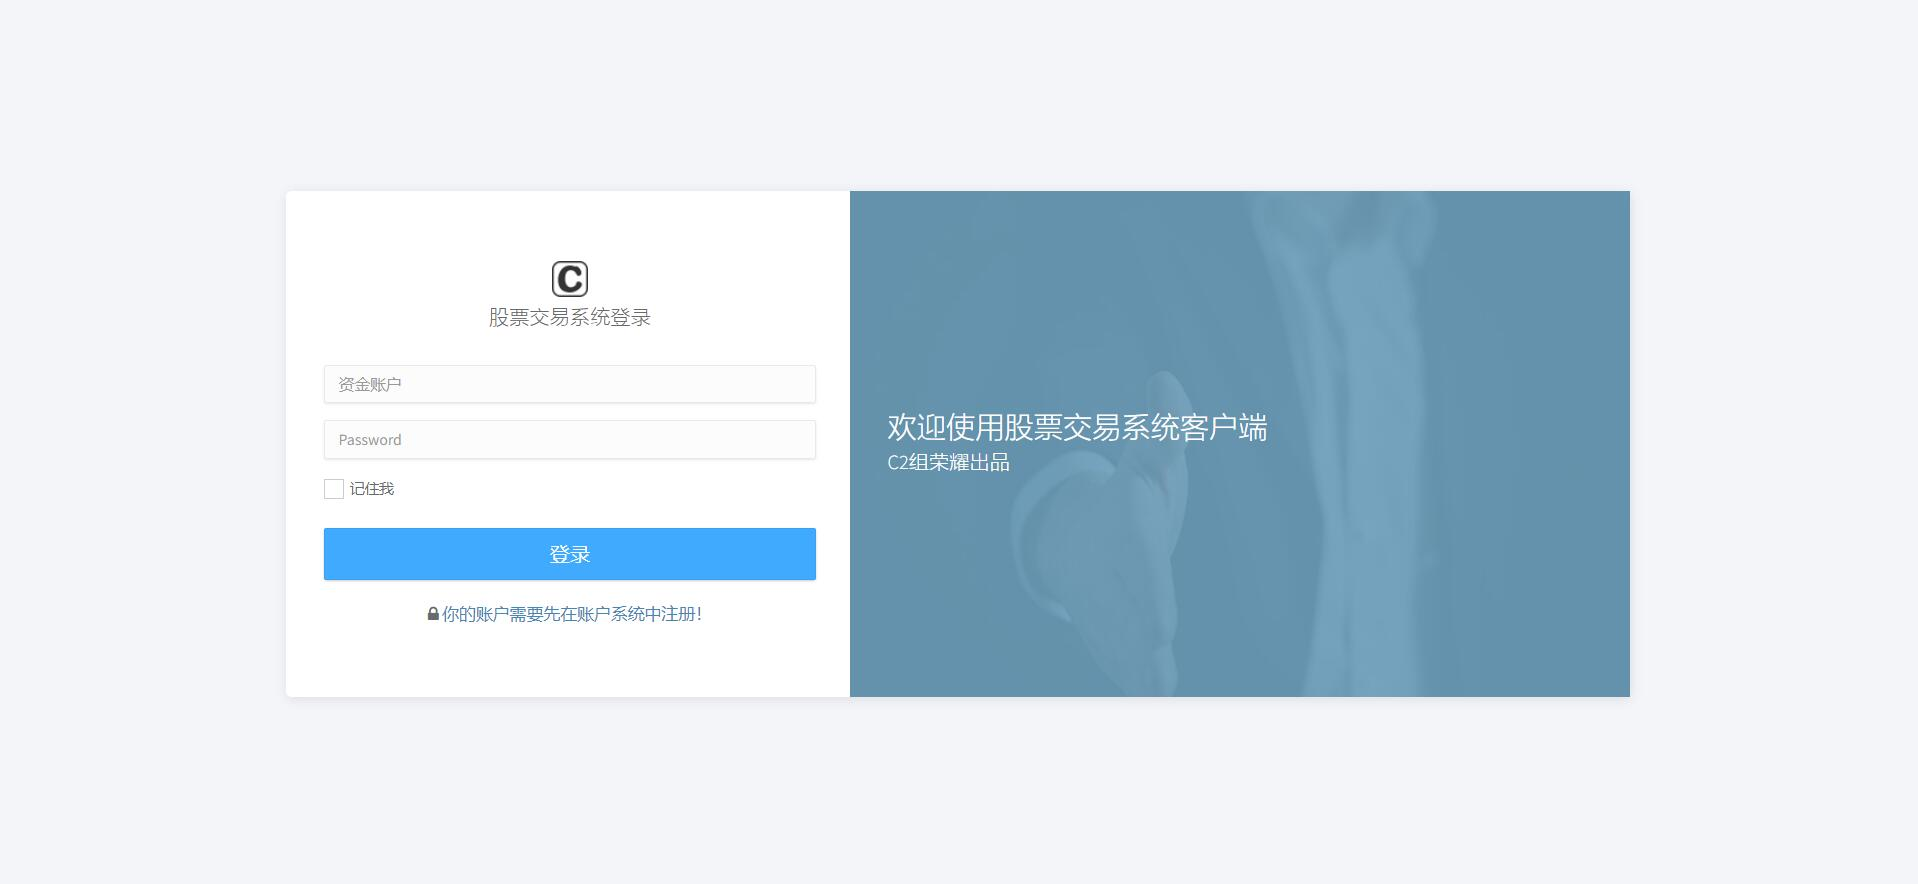 C
股票交易系统登录
资金账户
Password
记住我
登录
你的账户需要先在账户系统中注册!
欢迎使用股票交易系统客户端
C2组荣耀出品